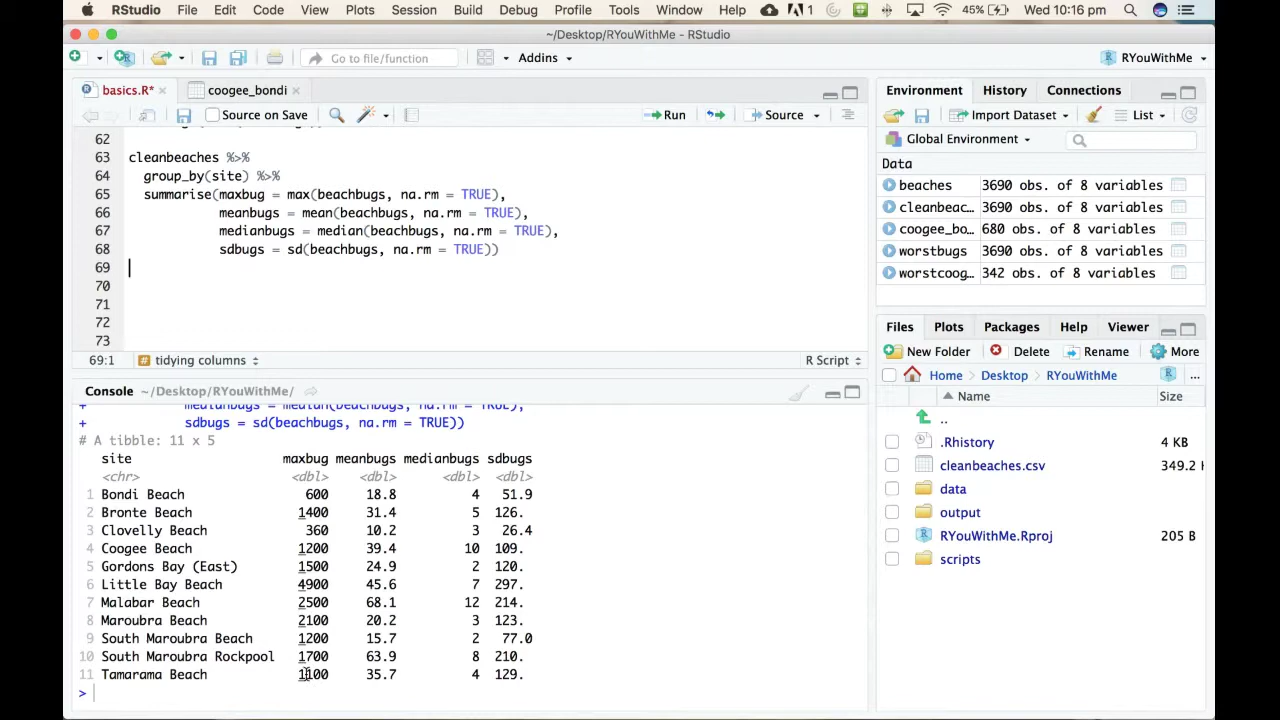 RStudio File Edit Code View Plots Session Build Debug Profile Tools Window Help 1 45% Wed 10:16 pm
~/Desktop/RYouWithMe - RStudio
Go to file/function Addins RYouWithMe
basics.R* coogee_bondi
Source on Save Run Source
62
63 cleanbeaches %>%
64 group_by(site) %>%
65 summarise(maxbug = max(beachbugs, na.rm = TRUE),
66 meanbugs = mean(beachbugs, na.rm = TRUE),
67 medianbugs = median(beachbugs, na.rm = TRUE),
68 sdbugs = sd(beachbugs, na.rm = TRUE))
69
70
71
72
73
69:1 # tidying columns R Script
Console ~/Desktop/RYouWithMe/
+ medianbugs = median(beachbugs, na.rm = TRUE),
+ sdbugs = sd(beachbugs, na.rm = TRUE))
# A tibble: 11 x 5
site maxbug meanbugs medianbugs sdbugs
<chr> <dbl> <dbl> <dbl> <dbl>
1 Bondi Beach 600 18.8 4 51.9
2 Bronte Beach 1400 31.4 5 126.
3 Clovelly Beach 360 10.2 3 26.4
4 Coogee Beach 1200 39.4 10 109.
5 Gordons Bay (East) 1500 24.9 2 120.
6 Little Bay Beach 4900 45.6 7 297.
7 Malabar Beach 2500 68.1 12 214.
8 Maroubra Beach 2100 20.2 3 123.
9 South Maroubra Beach 1200 15.7 2 77.0
10 South Maroubra Rockpool 1700 63.9 8 210.
11 Tamarama Beach 1100 35.7 4 129.
>
Environment History Connections
Import Dataset List
Global Environment
Data
beaches 3690 obs. of 8 variables
cleanbeac... 3690 obs. of 8 variables
coogee_bo... 680 obs. of 8 variables
worstbugs 3690 obs. of 8 variables
worstcoog... 342 obs. of 8 variables
Files Plots Packages Help Viewer
New Folder Delete Rename More
Home Desktop RYouWithMe ...
Name Size
..
.Rhistory 4 KB
cleanbeaches.csv 349.2 K
data
output
RYouWithMe.Rproj 205 B
scripts